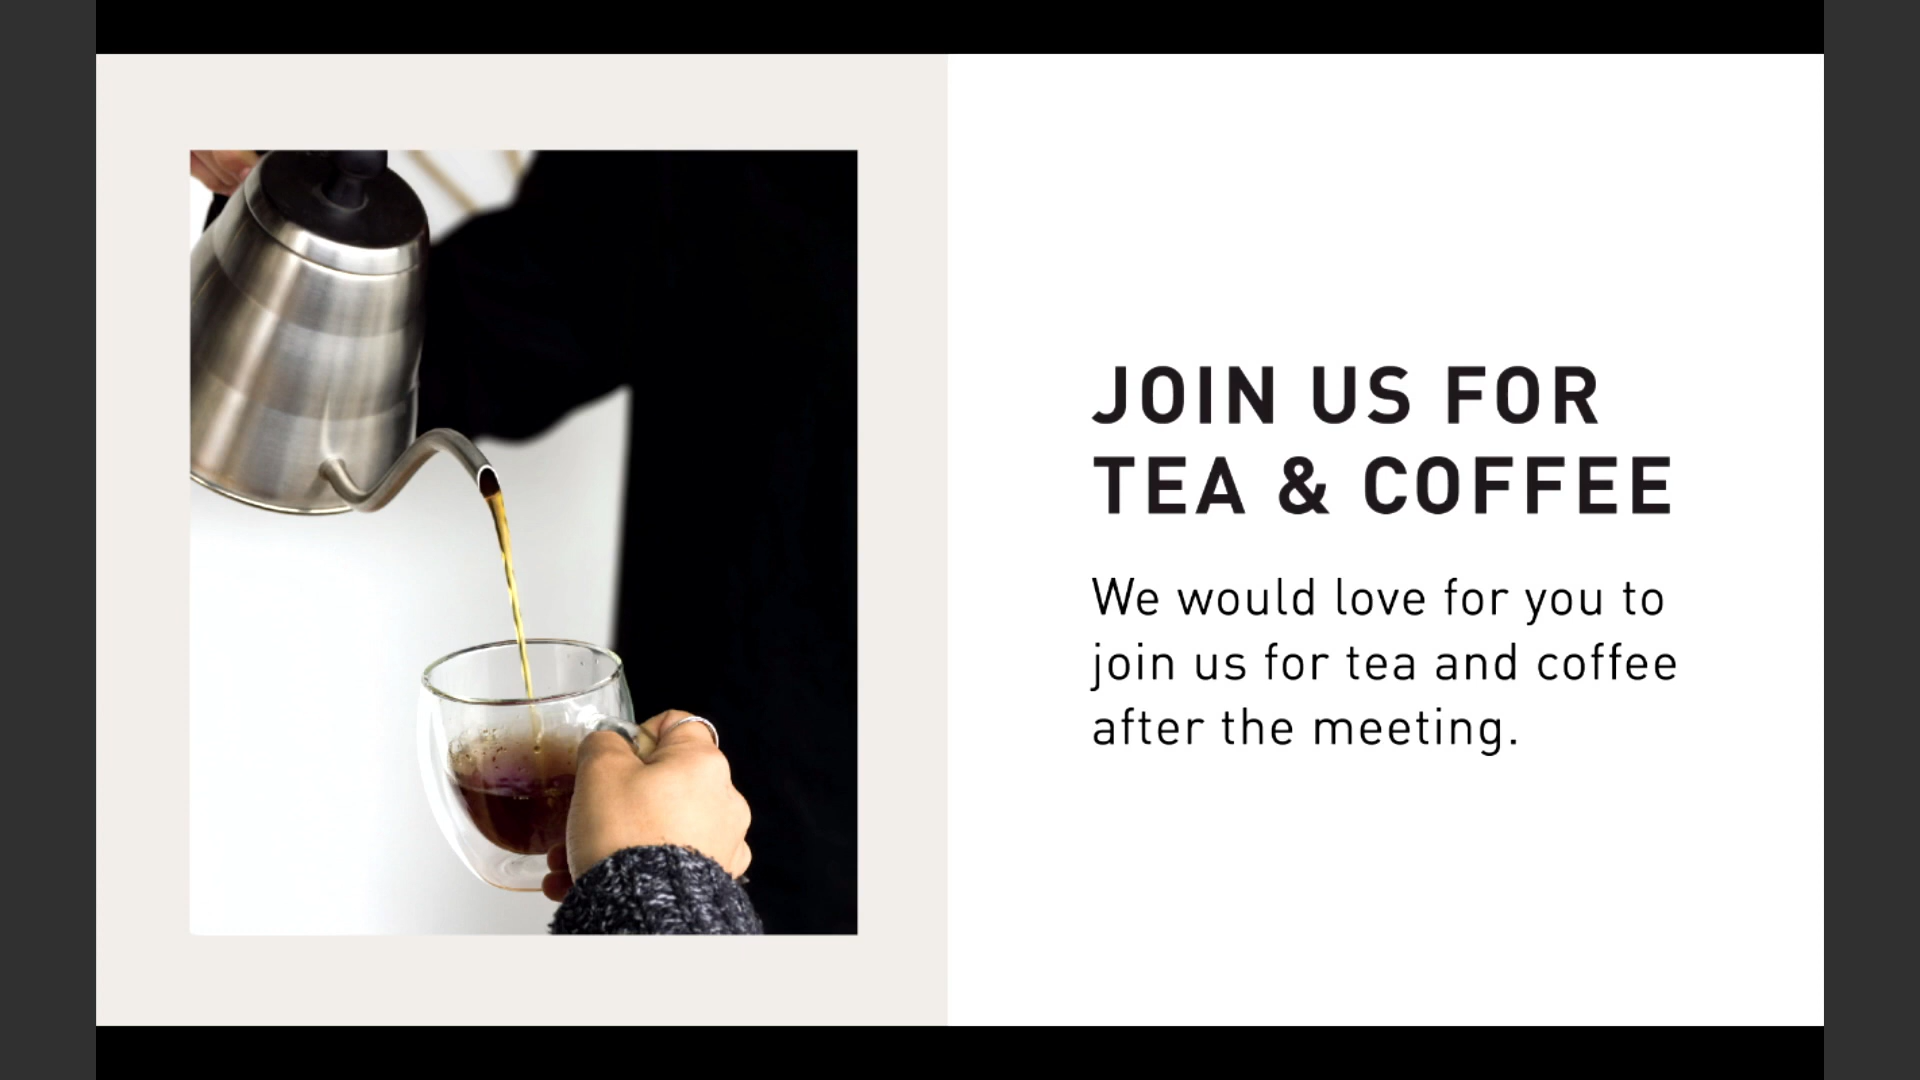 JOIN US FOR
TEA & COFFEE
We would love for you to
join us for tea and coffee
after the meeting.